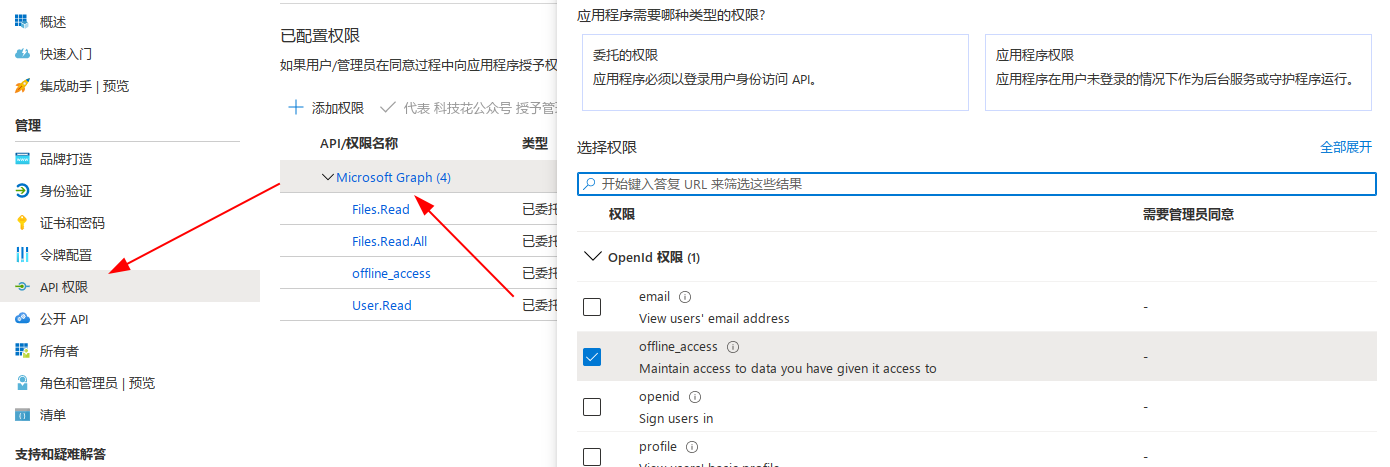 概述
快速入门
集成助手 | 预览
管理
品牌打造
身份验证
证书和密码
令牌配置
API 权限
公开 API
所有者
角色和管理员 | 预览
清单
支持和疑难解答
已配置权限
如果用户/管理员在同意过程中向应用程序授予权
添加权限 代表 科技花公众号 授予管
API/权限名称 类型
Microsoft Graph (4)
Files.Read 已委托
Files.Read.All 已委托
offline_access 已委托
User.Read 已委托
应用程序需要哪种类型的权限?
委托的权限
应用程序必须以登录用户身份访问 API。
应用程序权限
应用程序在用户未登录的情况下作为后台服务或守护程序运行。
选择权限 全部展开
开始键入答复 URL 来筛选这些结果
权限 需要管理员同意
OpenId 权限 (1)
email
View users' email address -
offline_access
Maintain access to data you have given it access to -
openid
Sign users in -
profile
View users' basic profile -